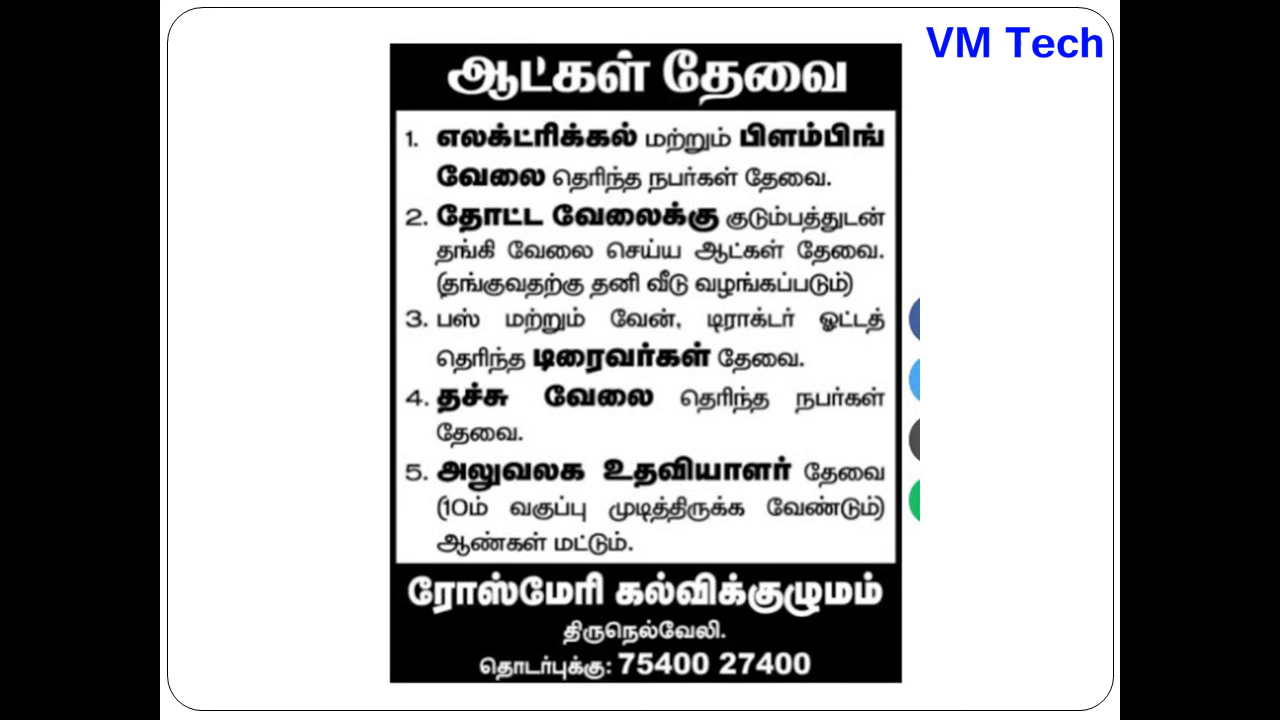 VM Tech
ஆட்கள் தேவை
1. எலக்ட்ரிக்கல் மற்றும் பிளம்பிங்
வேலை தெரிந்த நபர்கள் தேவை.
2. தோட்ட வேலைக்கு குடும்பத்துடன்
தங்கி வேலை செய்ய ஆட்கள் தேவை.
(தங்குவதற்கு தனி வீடு வழங்கப்படும்)
3. பஸ் மற்றும் வேன், டிராக்டர் ஓட்டத்
தெரிந்த டிரைவர்கள் தேவை.
4. தச்சு வேலை தெரிந்த நபர்கள்
தேவை.
5. அலுவலக உதவியாளர் தேவை
(10ம் வகுப்பு முடித்திருக்க வேண்டும்)
ஆண்கள் மட்டும்.
ரோஸ்மேரி கல்விக்குழுமம்
திருநெல்வேலி.
தொடர்புக்கு: 75400 27400